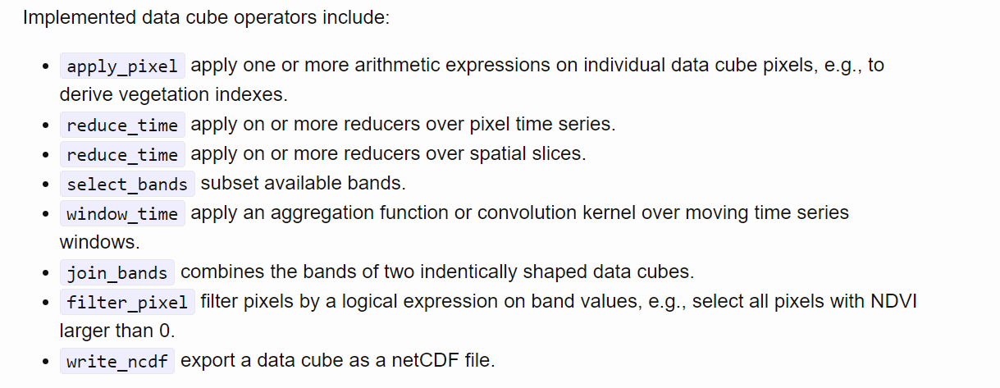 Implemented data cube operators include:
• apply_pixel apply one or more arithmetic expressions on individual data cube pixels, e.g., to
derive vegetation indexes.
• reduce_time apply on or more reducers over pixel time series.
• reduce_time apply on or more reducers over spatial slices.
• select_bands subset available bands.
• window_time apply an aggregation function or convolution kernel over moving time series
windows.
• join_bands combines the bands of two indentically shaped data cubes.
• filter_pixel filter pixels by a logical expression on band values, e.g., select all pixels with NDVI
larger than 0.
• write_ncdf export a data cube as a netCDF file.